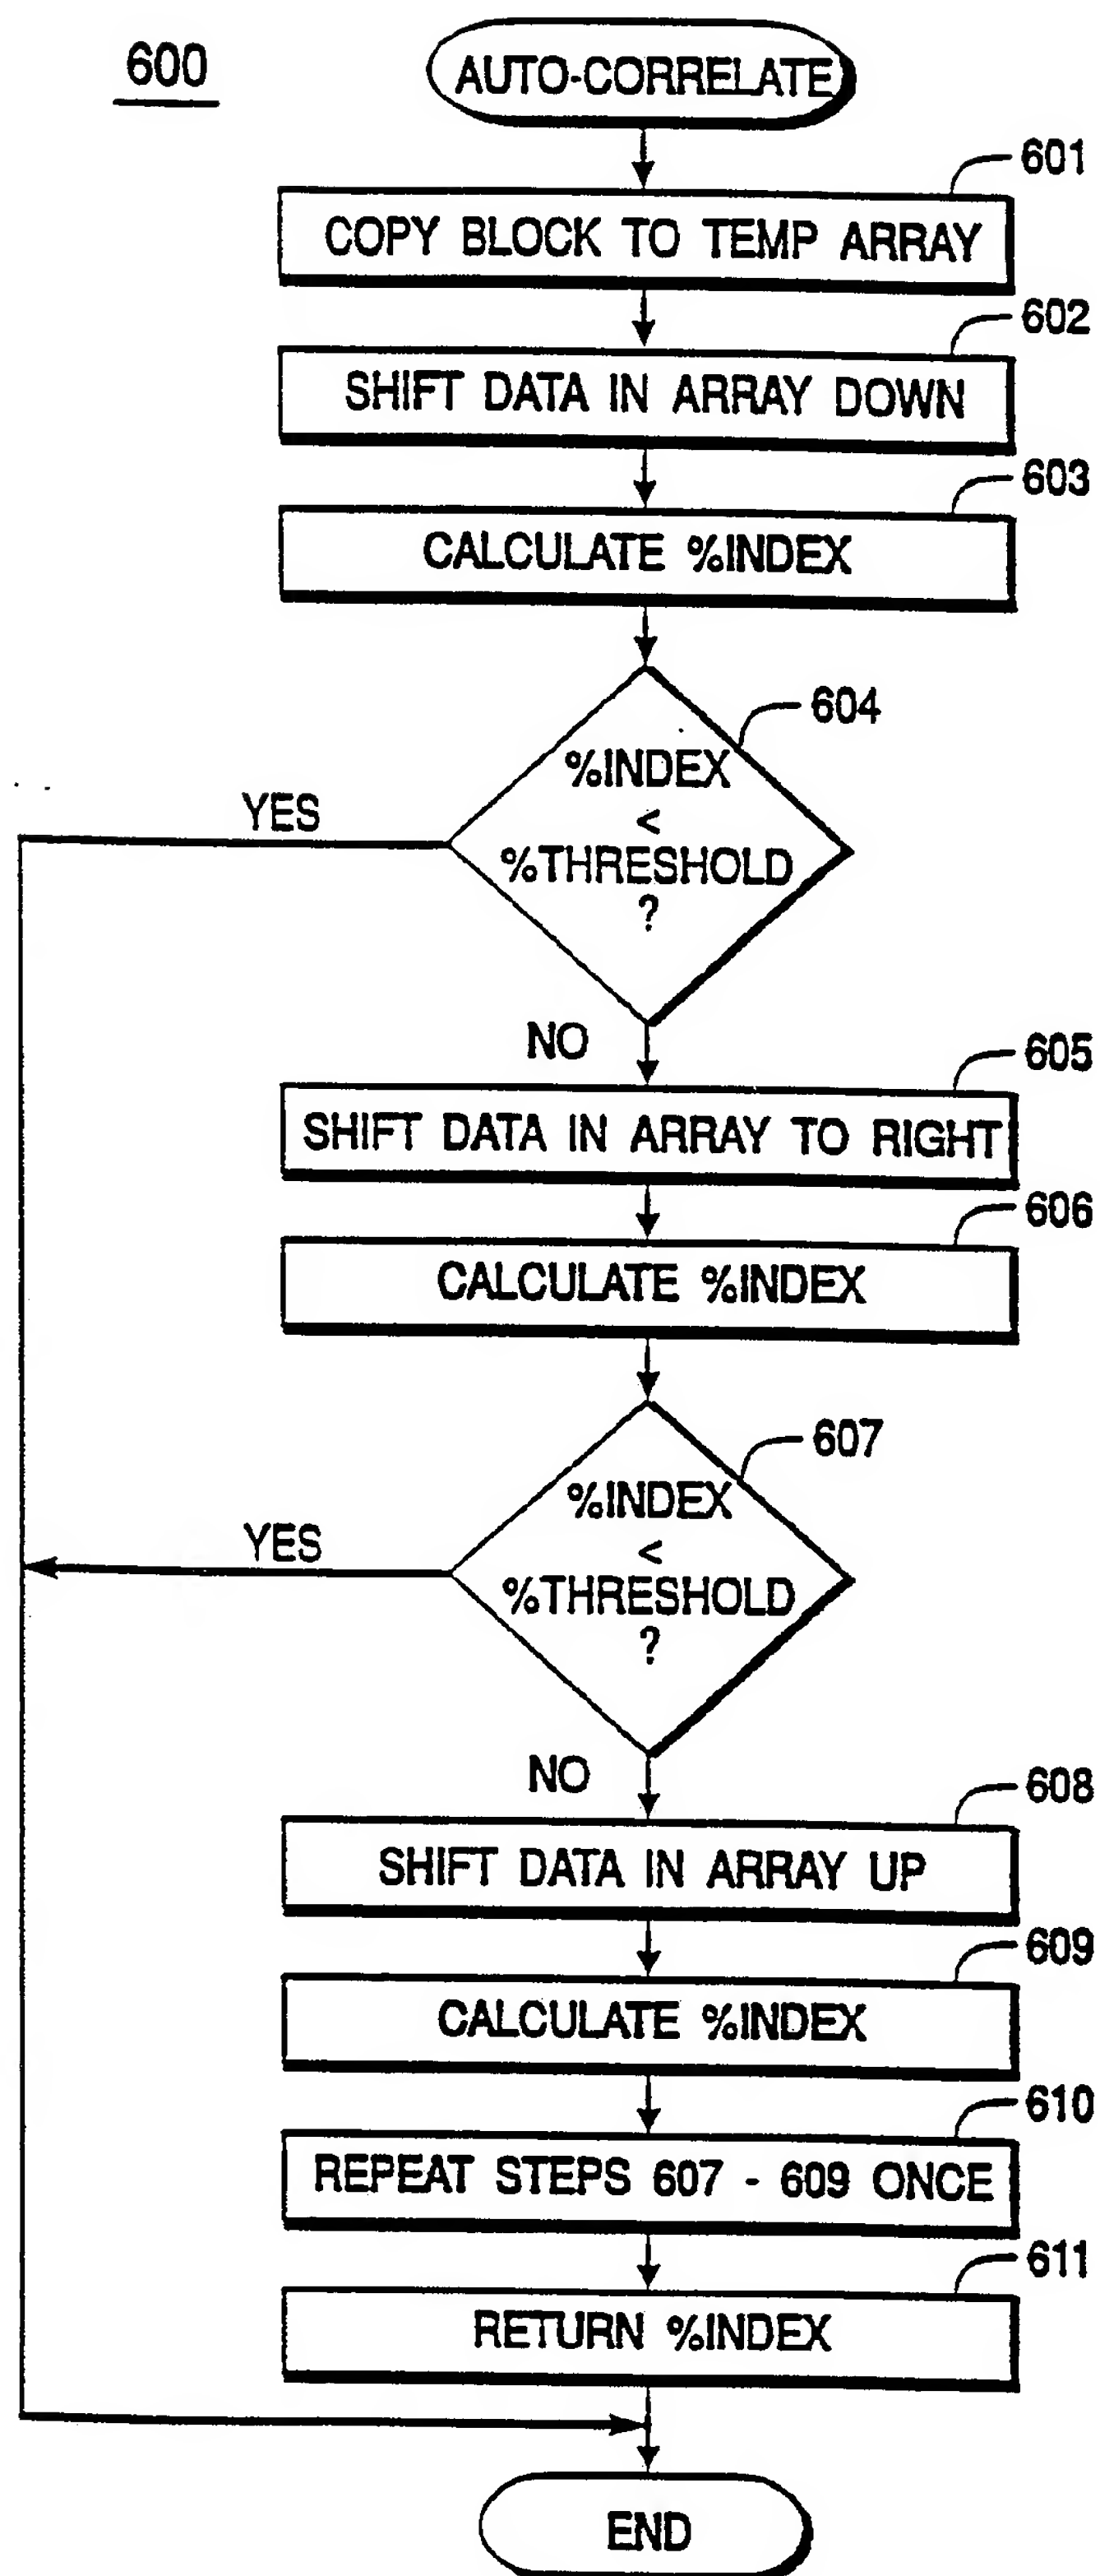 600
AUTO-CORRELATE
601
COPY BLOCK TO TEMP ARRAY
602
SHIFT DATA IN ARRAY DOWN
603
CALCULATE %INDEX
604
%INDEX
<
%THRESHOLD
?
YES
NO
605
SHIFT DATA IN ARRAY TO RIGHT
606
CALCULATE %INDEX
607
%INDEX
<
%THRESHOLD
?
YES
NO
608
SHIFT DATA IN ARRAY UP
609
CALCULATE %INDEX
610
REPEAT STEPS 607 - 609 ONCE
611
RETURN %INDEX
END